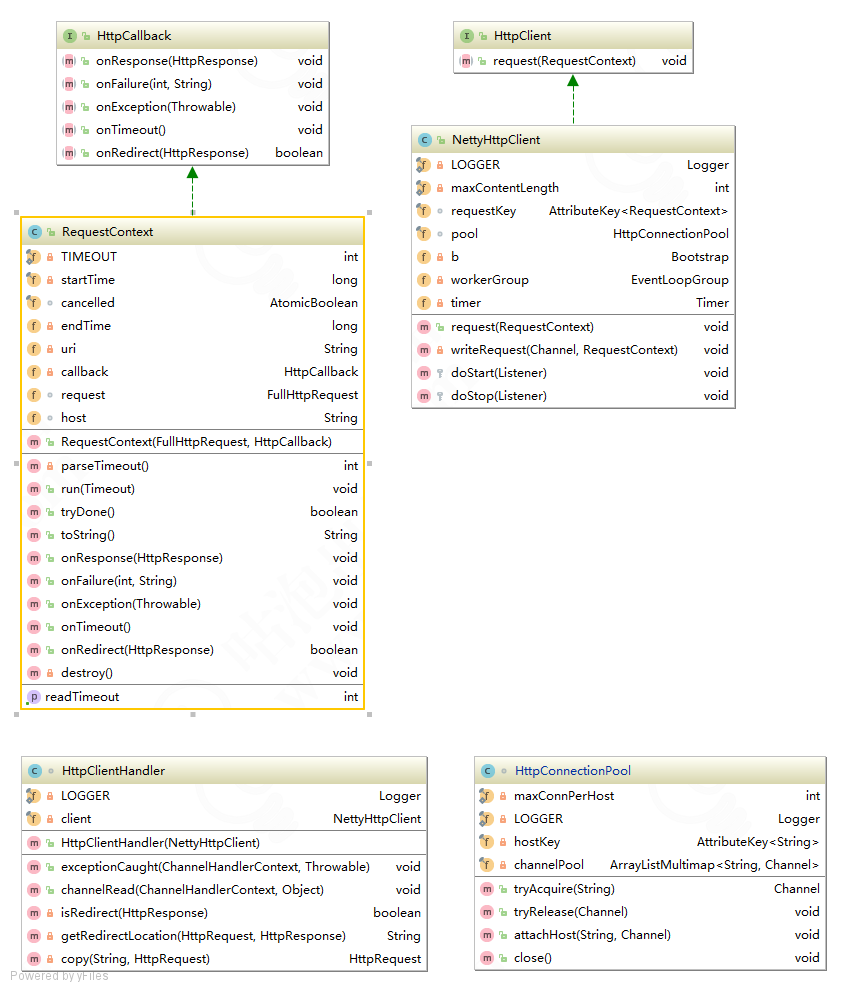 HttpCallback
onResponse(HttpResponse) void
onFailure(int, String) void
onException(Throwable) void
onTimeout() void
onRedirect(HttpResponse) boolean
HttpClient
request(RequestContext) void
NettyHttpClient
LOGGER Logger
maxContentLength int
requestKey AttributeKey<RequestContext>
pool HttpConnectionPool
b Bootstrap
workerGroup EventLoopGroup
timer Timer
request(RequestContext) void
writeRequest(Channel, RequestContext) void
doStart(Listener) void
doStop(Listener) void
RequestContext
TIMEOUT int
startTime long
cancelled AtomicBoolean
endTime long
uri String
callback HttpCallback
request FullHttpRequest
host String
RequestContext(FullHttpRequest, HttpCallback)
parseTimeout() int
run(Timeout) void
tryDone() boolean
toString() String
onResponse(HttpResponse) void
onFailure(int, String) void
onException(Throwable) void
onTimeout() void
onRedirect(HttpResponse) boolean
destroy() void
readTimeout int
HttpClientHandler
LOGGER Logger
client NettyHttpClient
HttpClientHandler(NettyHttpClient)
exceptionCaught(ChannelHandlerContext, Throwable) void
channelRead(ChannelHandlerContext, Object) void
isRedirect(HttpResponse) boolean
getRedirectLocation(HttpRequest, HttpResponse) String
copy(String, HttpRequest) HttpRequest
HttpConnectionPool
maxConnPerHost int
LOGGER Logger
hostKey AttributeKey<String>
channelPool ArrayListMultimap<String, Channel>
tryAcquire(String) Channel
tryRelease(Channel) void
attachHost(String, Channel) void
close() void
Powered by yFiles